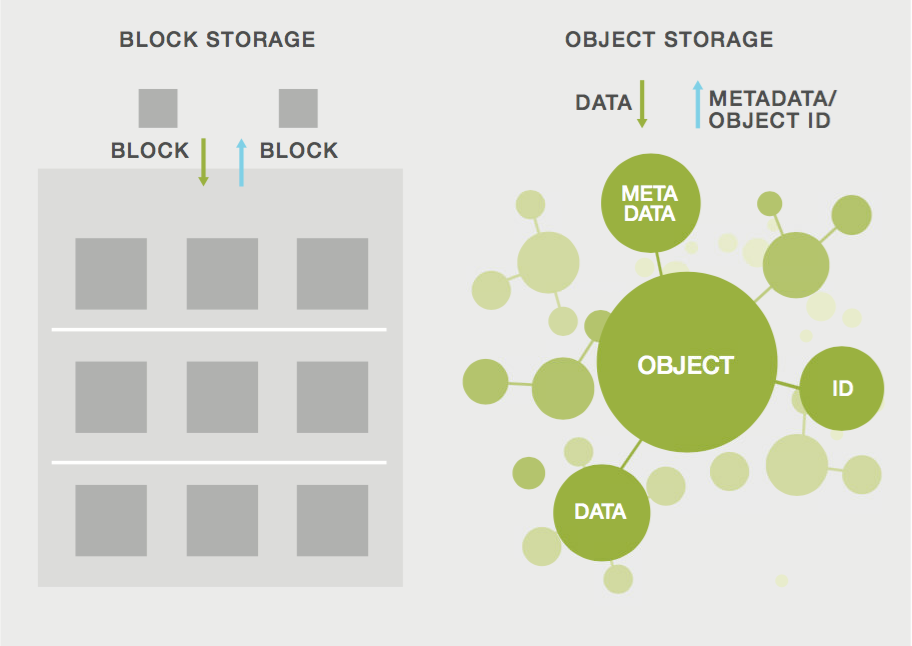 BLOCK STORAGE
BLOCK
BLOCK
OBJECT STORAGE
DATA
METADATA/
OBJECT ID
META
DATA
OBJECT
ID
DATA